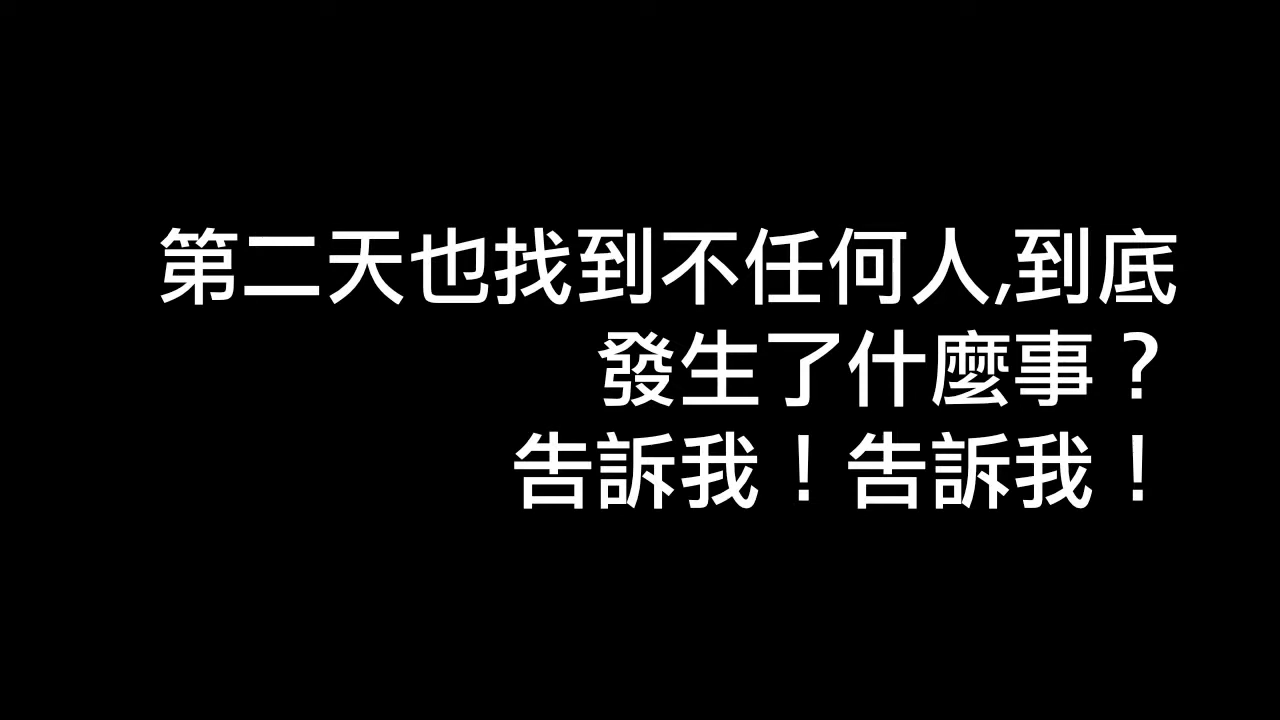 第二天也找到不任何人,到底
發生了什麼事？
告訴我！告訴我！